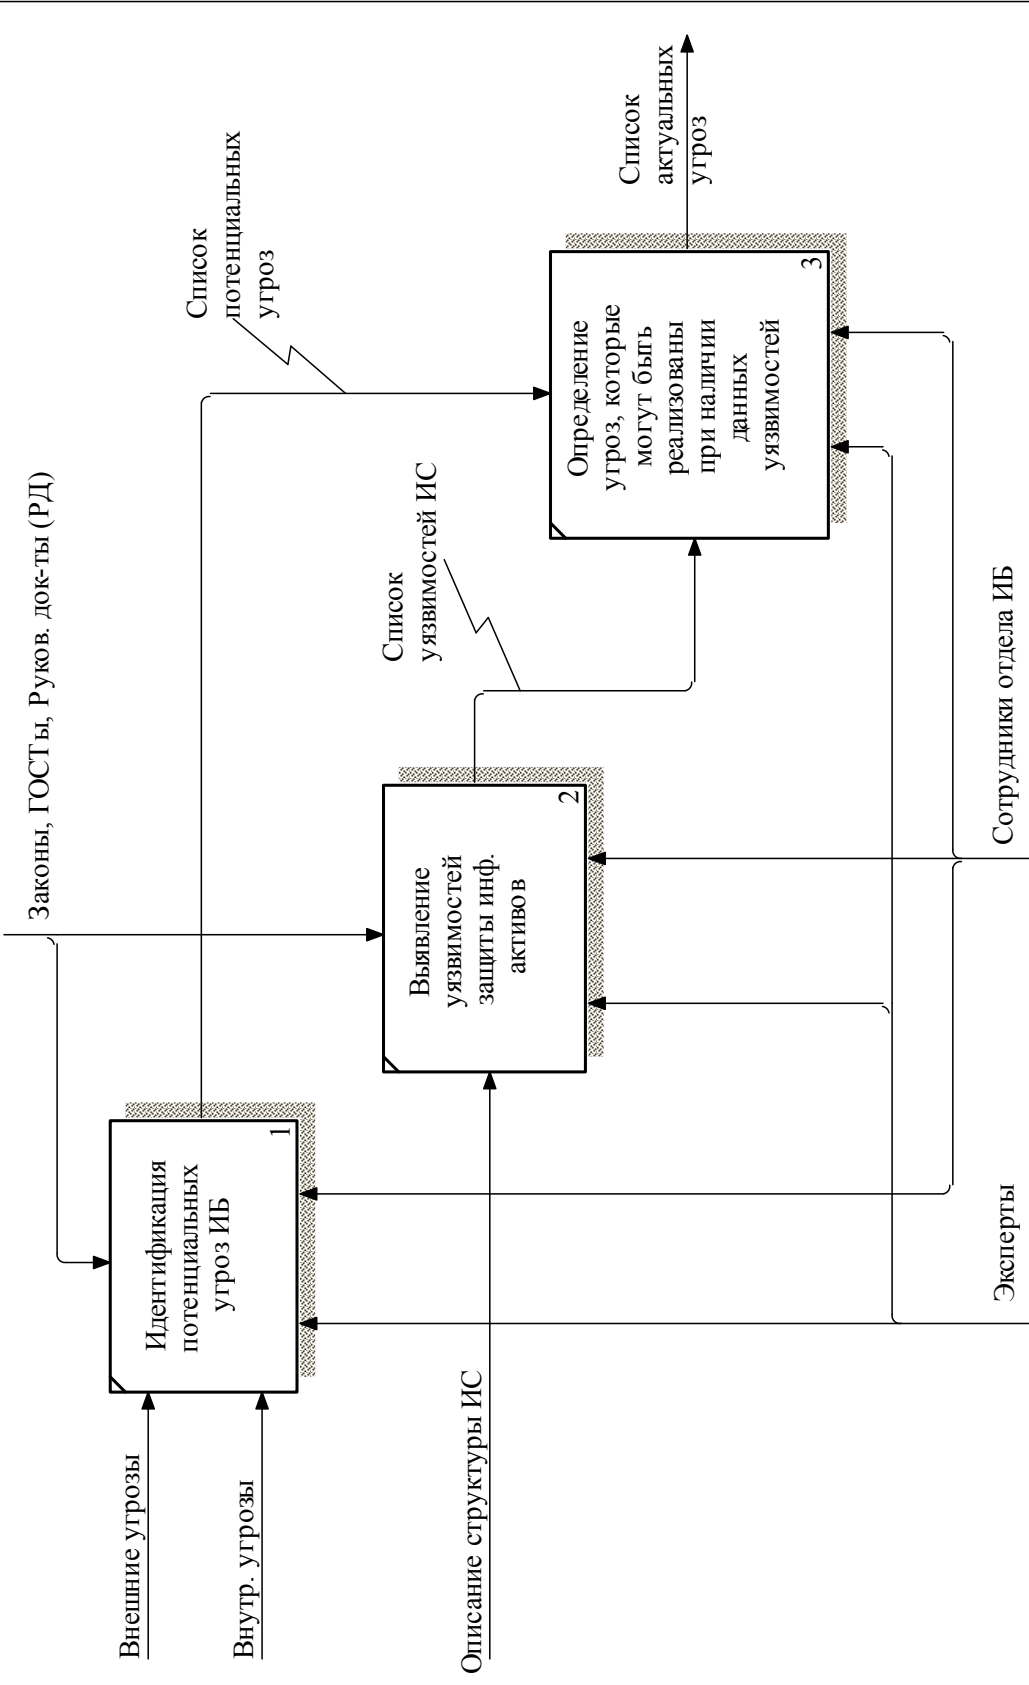 Законы, ГОСТы, Руков. док-ты (РД)
Внешние угрозы
Внутр. угрозы
Идентификация
потенциальных
угроз ИБ
1
Список
потенциальных
угроз
Описание структуры ИС
Выявление
уязвимостей
защиты инф.
активов
2
Список
уязвимостей ИС
Определение
угроз, которые
могут быть
реализованы
при наличии
данных
уязвимостей
3
Список
актуальных
угроз
Эксперты
Сотрудники отдела ИБ